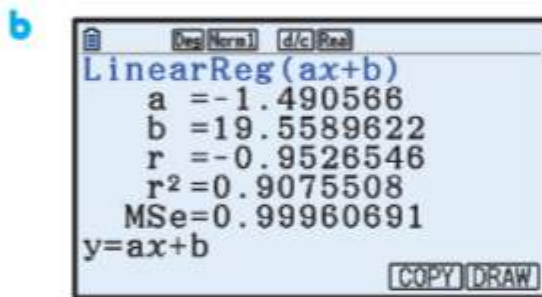 b
Deg Norm1 d/c Real
LinearReg(ax+b)
a =-1.490566
b =19.5589622
r =-0.9526546
r²=0.9075508
MSe=0.99960691
y=ax+b
COPY DRAW